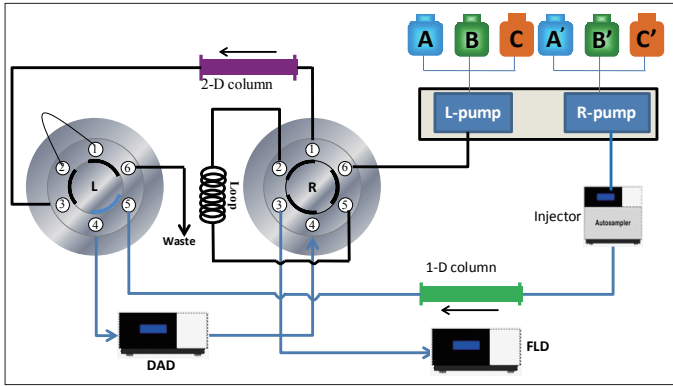 A B C A' B' C'
L-pump R-pump
2-D column
1 2 3 4 5 6 L
Loop
1 2 3 4 5 6 R
Waste
Injector
Autosampler
1-D column
DAD
FLD